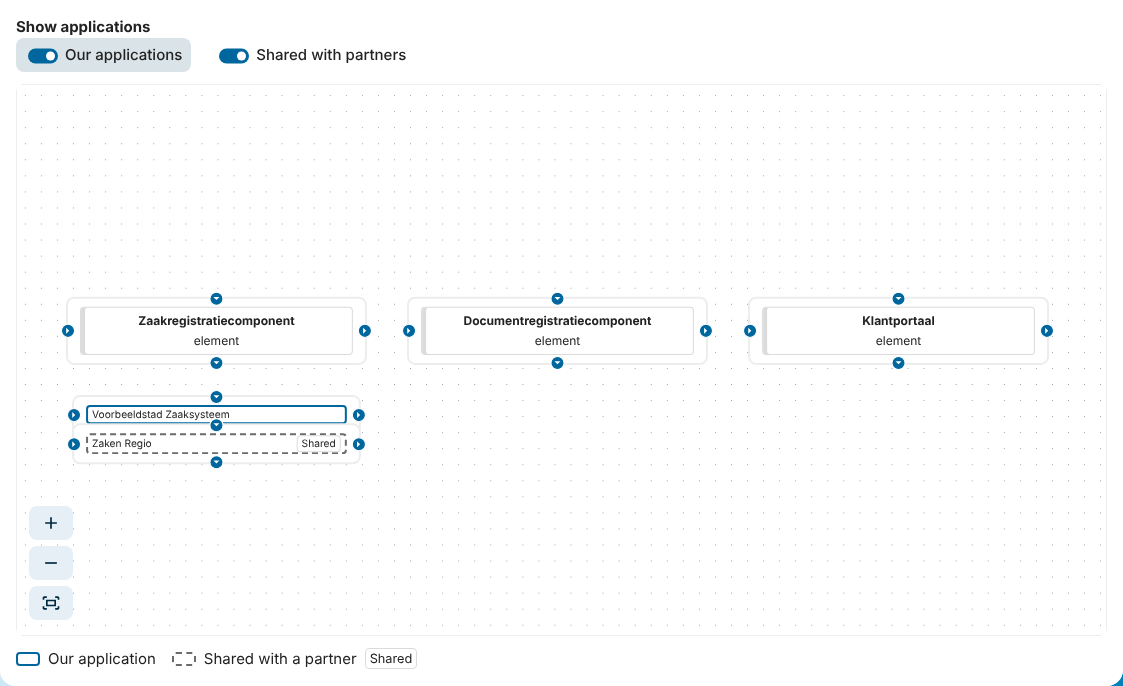 Show applications
Our applications Shared with partners
Zaakregistratiecomponent
element
Documentregistratiecomponent
element
Klantportaal
element
Voorbeeldstad Zaaksysteem
Zaken Regio Shared
Our application Shared with a partner Shared